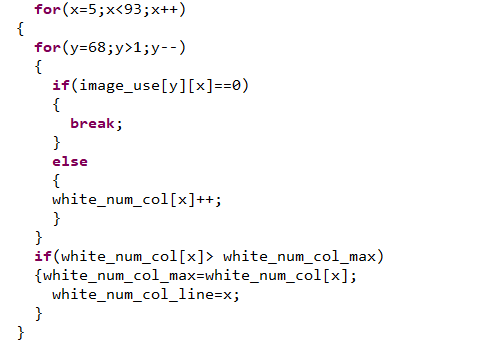 for(x=5;x<93;x++)
{
for(y=68;y>1;y--)
{
if(image_use[y][x]==0)
{
break;
}
else
{
white_num_col[x]++;
}
}
if(white_num_col[x]> white_num_col_max)
{white_num_col_max=white_num_col[x];
white_num_col_line=x;
}
}